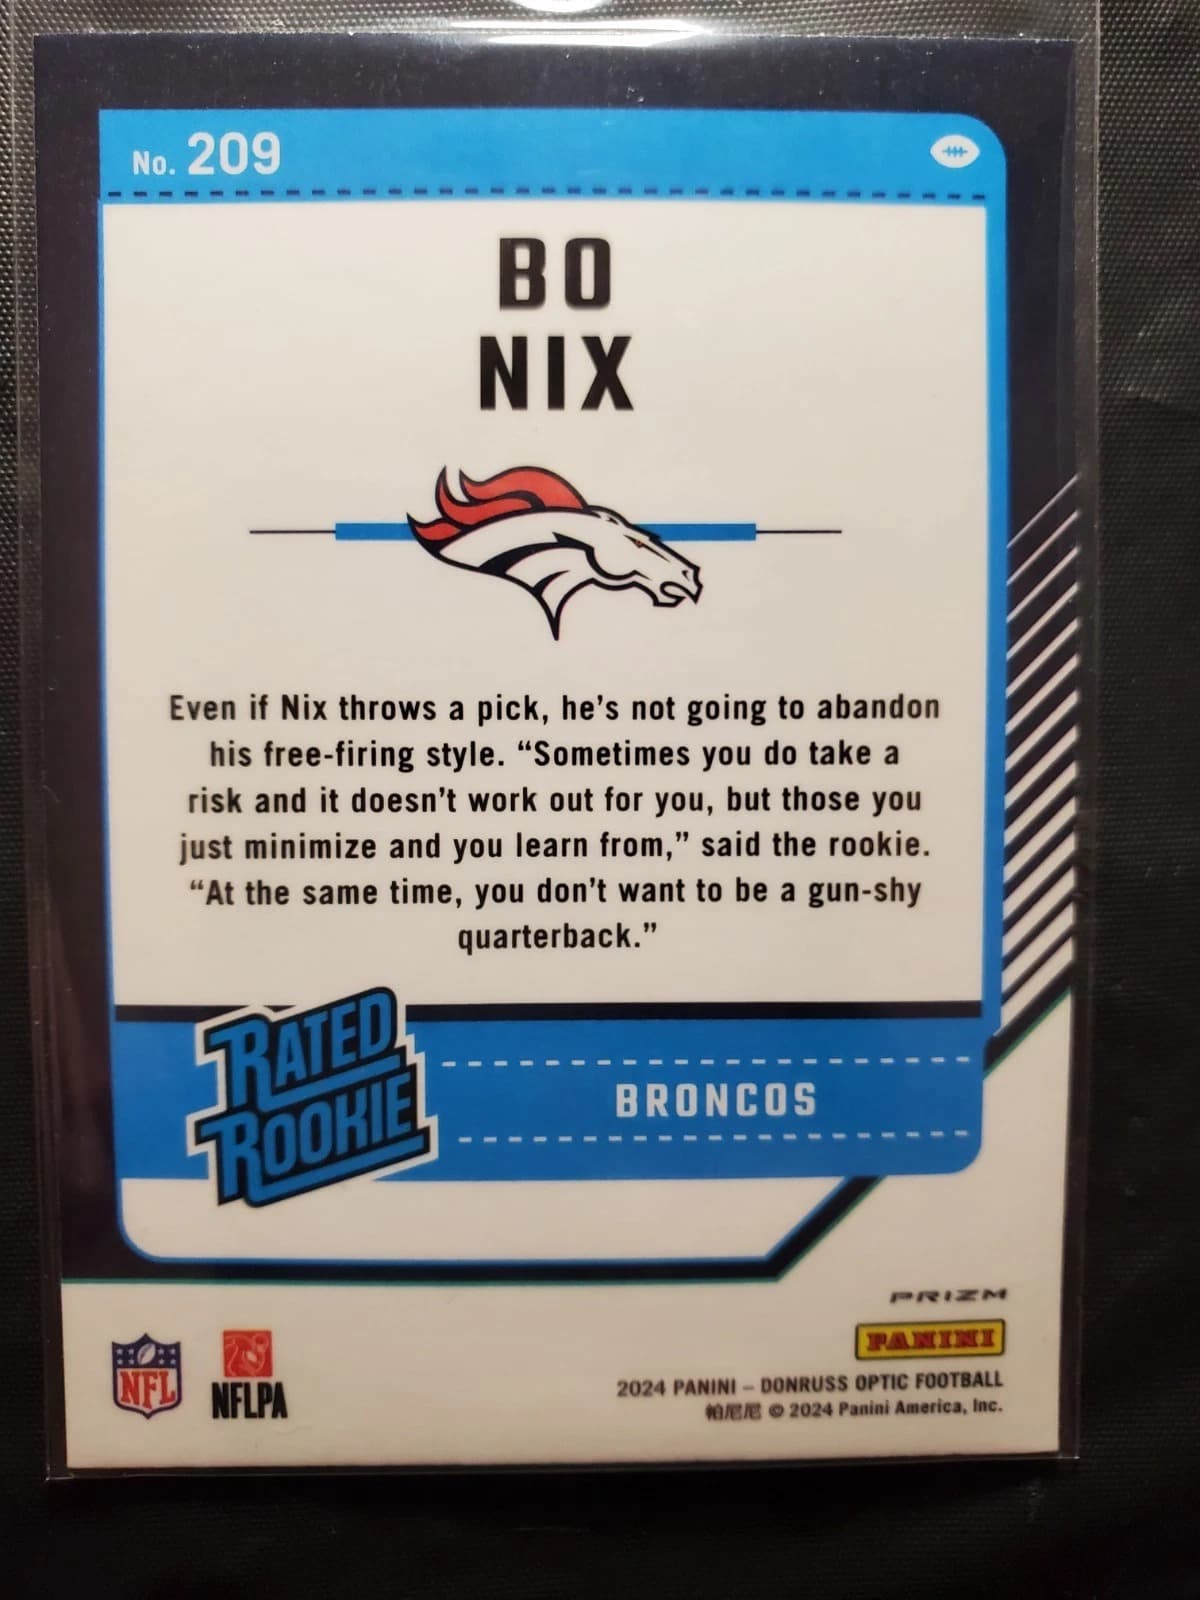 No. 209
BO
NIX
Even if Nix throws a pick, he’s not going to abandon
his free-firing style. “Sometimes you do take a
risk and it doesn’t work out for you, but those you
just minimize and you learn from,” said the rookie.
“At the same time, you don’t want to be a gun-shy
quarterback.”
RATED
ROOKIE
BRONCOS
PRIZM
PANINI
NFL
NFLPA
2024 PANINI – DONRUSS OPTIC FOOTBALL
帕尼尼 © 2024 Panini America, Inc.